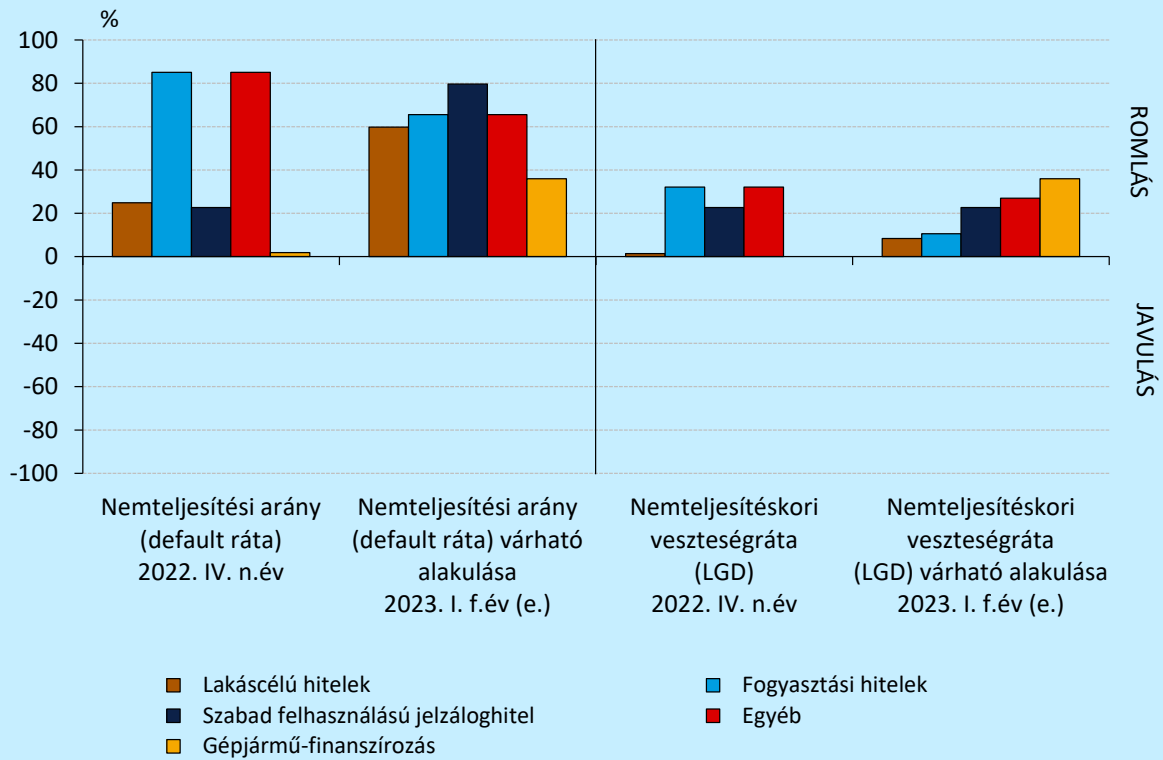 %
100
80
60
40
20
0
-20
-40
-60
-80
-100
ROMLÁS
JAVULÁS
Nemteljesítési arány
(default ráta)
2022. IV. n.év
Nemteljesítési arány
(default ráta) várható
alakulása
2023. I. f.év (e.)
Nemteljesítéskori
veszteségráta
(LGD)
2022. IV. n.év
Nemteljesítéskori
veszteségráta
(LGD) várható alakulása
2023. I. f.év (e.)
Lakáscélú hitelek
Fogyasztási hitelek
Szabad felhasználású jelzáloghitel
Egyéb
Gépjármű-finanszírozás